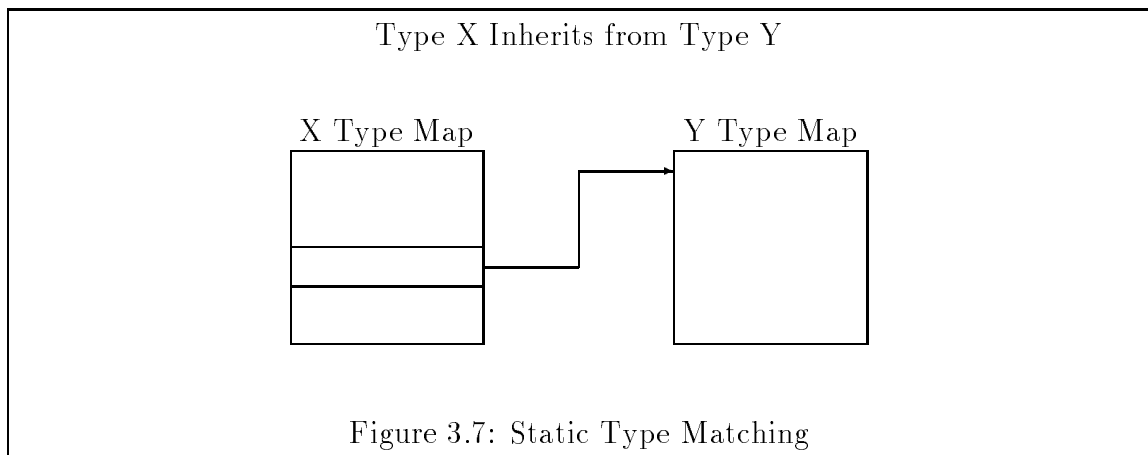 Type X Inherits from Type Y
X Type Map
Y Type Map
Figure 3.7: Static Type Matching